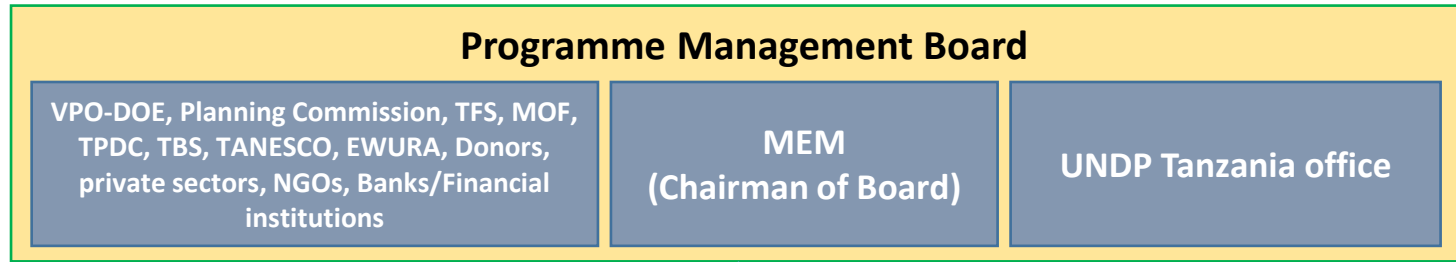 Programme Management Board
VPO-DOE, Planning Commission, TFS, MOF,
TPDC, TBS, TANESCO, EWURA, Donors,
private sectors, NGOs, Banks/Financial
institutions
MEM
(Chairman of Board)
UNDP Tanzania office